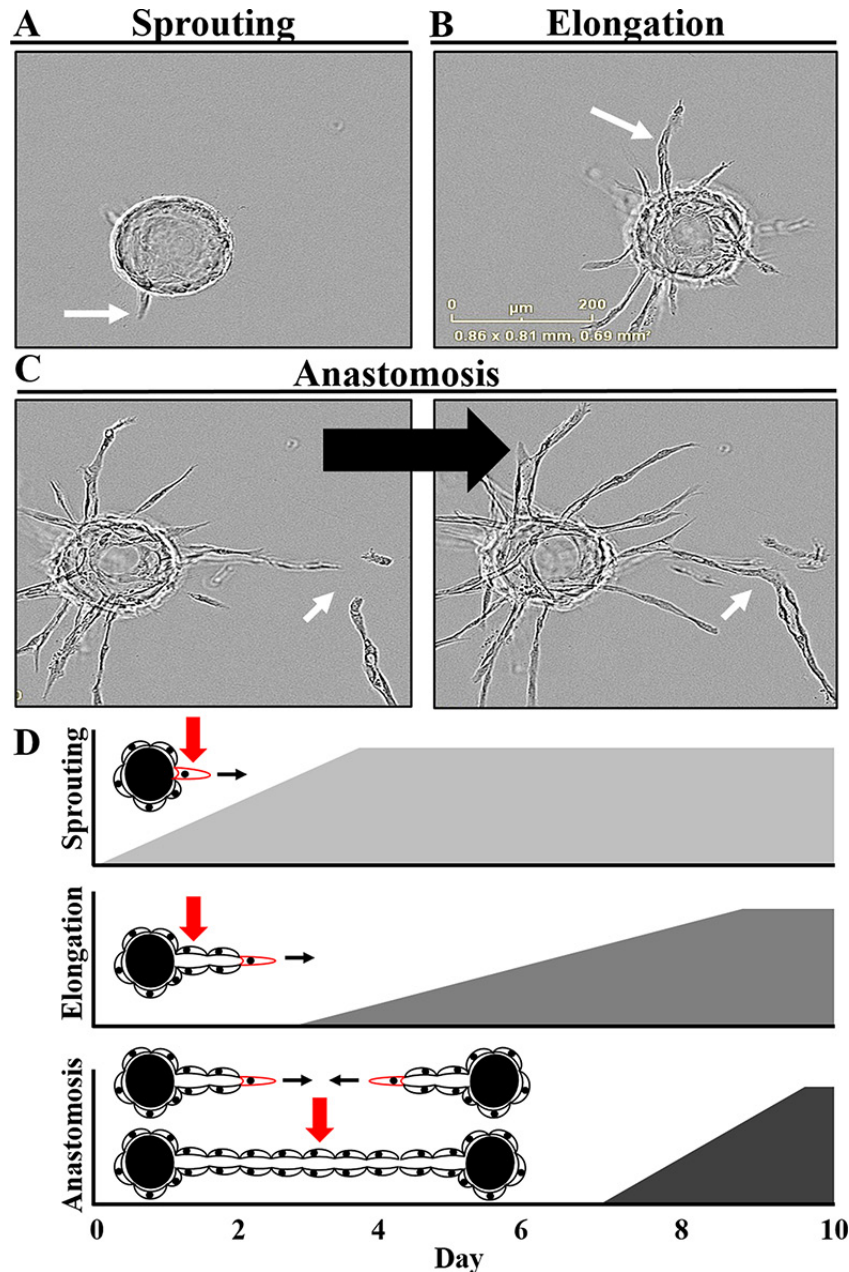 A Sprouting
B Elongation
0 µm 200
0.86 x 0.81 mm, 0.69 mm²
C Anastomosis
D
Sprouting
Elongation
Anastomosis
0 2 4 6 8 10
Day